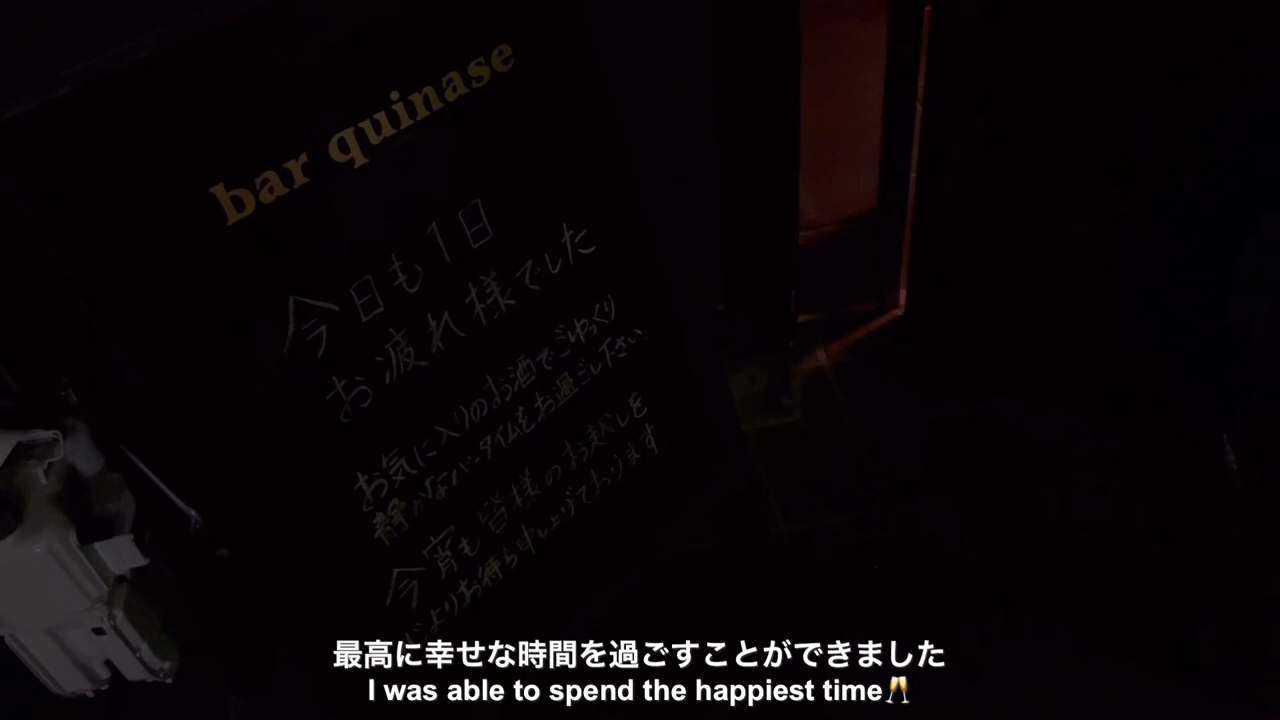 bar quinase
今日も1日
お疲れ様でした
お気に入りのお酒でごゆっくり
静かなバータイムをお過ごし下さい.
今宵も皆様のお越しを
心よりお待ち申し上げております.
最高に幸せな時間を過ごすことができました
I was able to spend the happiest time🥂